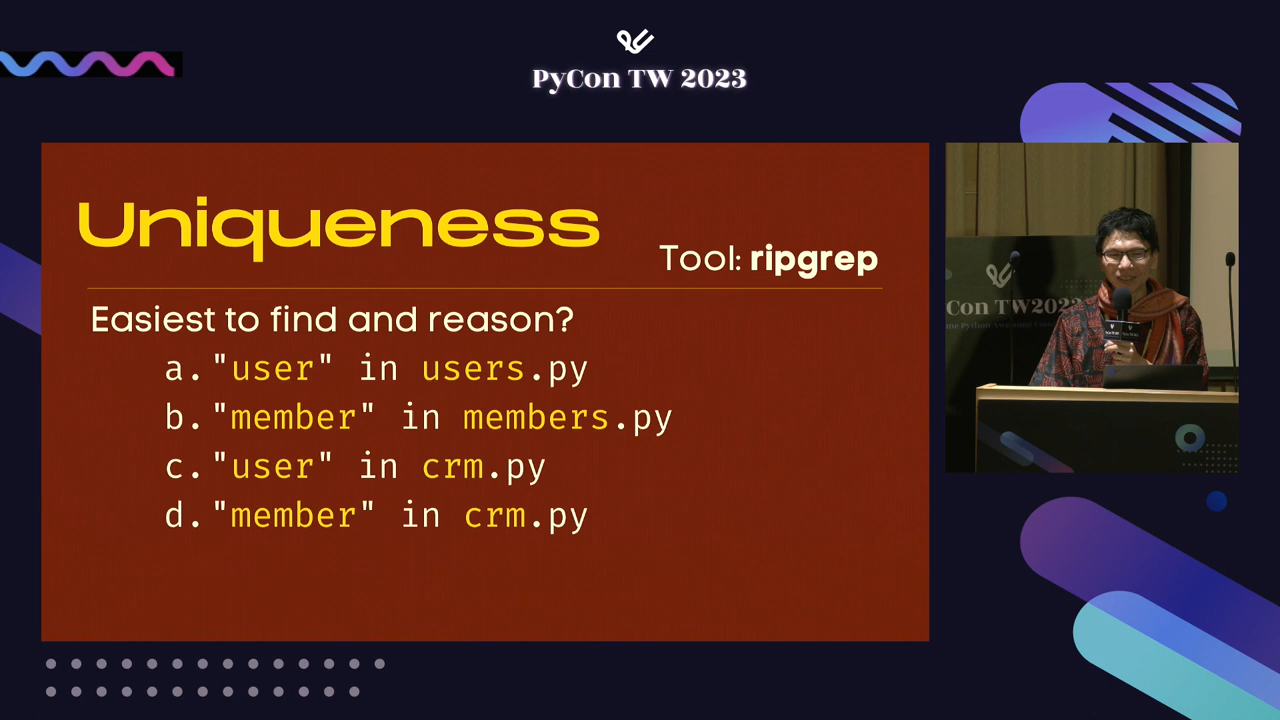 PyCon TW 2023
Uniqueness
Tool: ripgrep
Easiest to find and reason?
a. "user" in users.py
b. "member" in members.py
c. "user" in crm.py
d. "member" in crm.py
Con TW2023